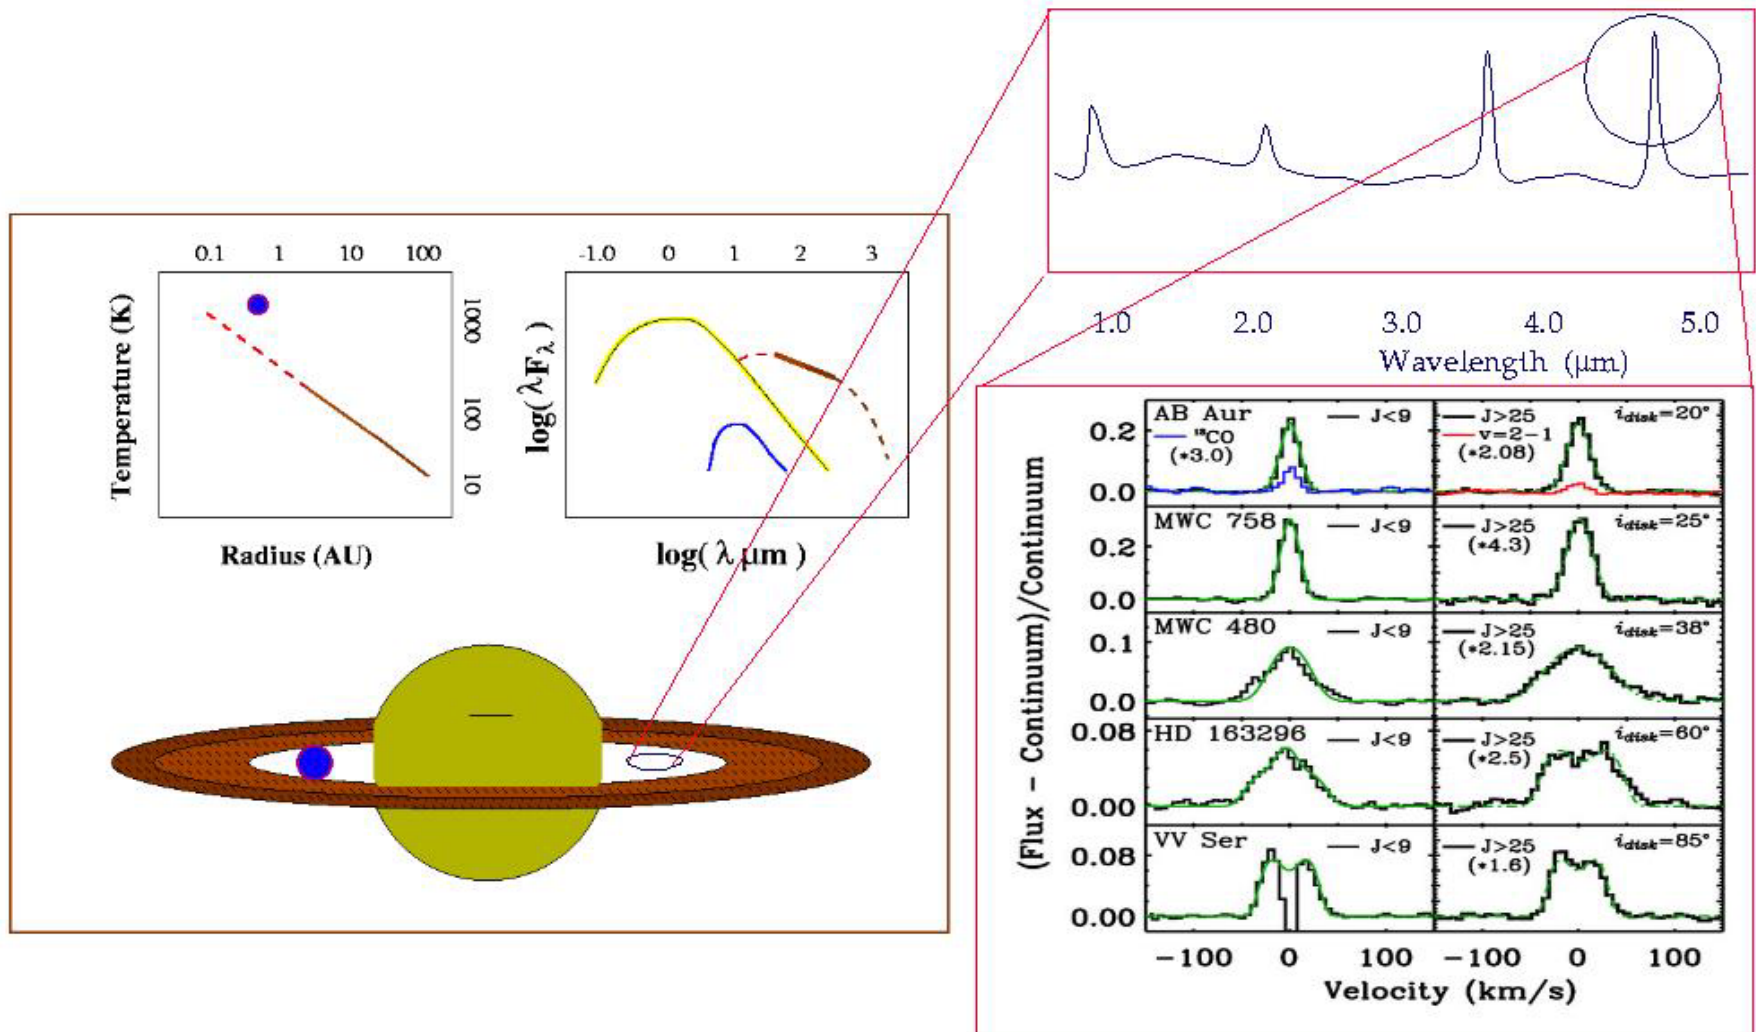 0.1 1 10 100
Temperature (K)
1000
100
10
Radius (AU)
-1.0 0 1 2 3
log( λFλ )
log( λ μm )
1.0 2.0 3.0 4.0 5.0
Wavelength (μm)
(Flux - Continuum)/Continuum
AB Aur J<9
¹³CO
(*3.0)
J>25 i_disk=20°
v=2-1
(*2.08)
0.2
0.0
MWC 758 J<9
J>25 i_disk=25°
(*4.3)
0.2
0.0
MWC 480 J<9
J>25 i_disk=38°
(*2.15)
0.1
0.0
HD 163296 J<9
J>25 i_disk=60°
(*2.5)
0.08
0.00
VV Ser J<9
J>25 i_disk=85°
(*1.6)
0.08
0.00
-100 0 100 -100 0 100
Velocity (km/s)